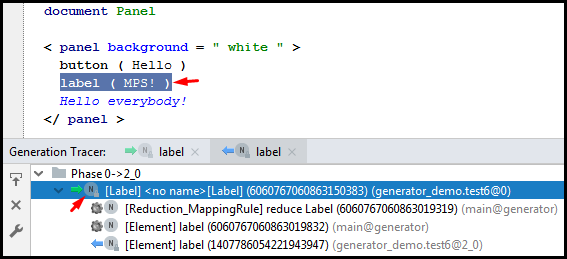 document Panel
< panel background = " white " >
button ( Hello )
label ( MPS! )
Hello everybody!
</ panel >
Generation Tracer: label × label ×
Phase 0->2_0
[Label] <no name>[Label] (6060767060863150383) (generator_demo.test6@0)
[Reduction_MappingRule] reduce Label (6060767060863019319) (main@generator)
[Element] label (6060767060863019832) (main@generator)
[Element] label (1407786054221943947) (generator_demo.test6@2_0)